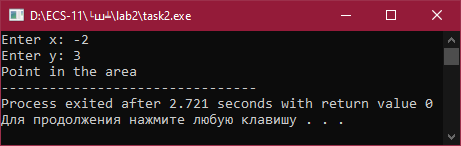 D:\ECS-11\└ш╨\lab2\task2.exe
Enter x: -2
Enter y: 3
Point in the area
--------------------------------
Process exited after 2.721 seconds with return value 0
Для продолжения нажмите любую клавишу . . .